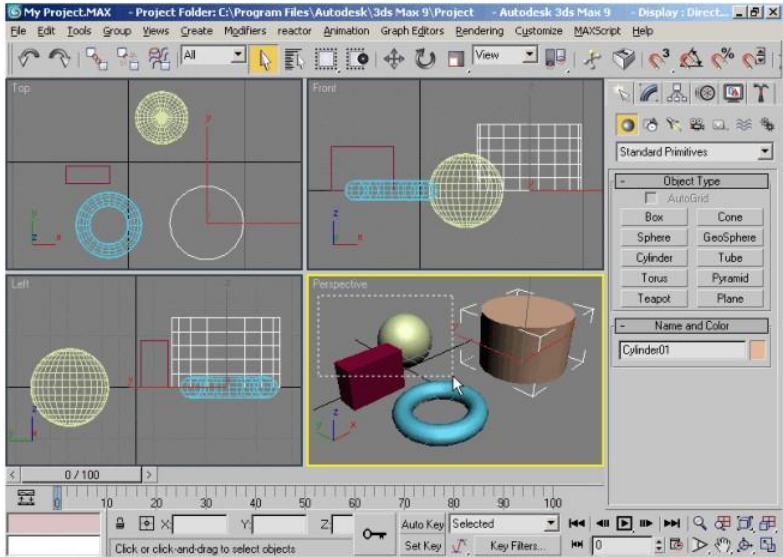 My Project.MAX - Project Folder: C:\Program Files\Autodesk\3ds Max 9\Project - Autodesk 3ds Max 9 - Display : Direct...
File Edit Tools Group Views Create Modifiers reactor Animation Graph Editors Rendering Customize MAXScript Help
All View 3 %
Top Front
Standard Primitives
Object Type
AutoGrid
Box Cone
Sphere GeoSphere
Cylinder Tube
Torus Pyramid
Teapot Plane
Name and Color
Cylinder01
y
z x
z x
Left Perspective
z
z
y
0 / 100
0 10 20 30 40 50 60 70 80 90 100
X: Y: Z: Auto Key Selected
Click or click-and-drag to select objects Set Key Key Filters... 0